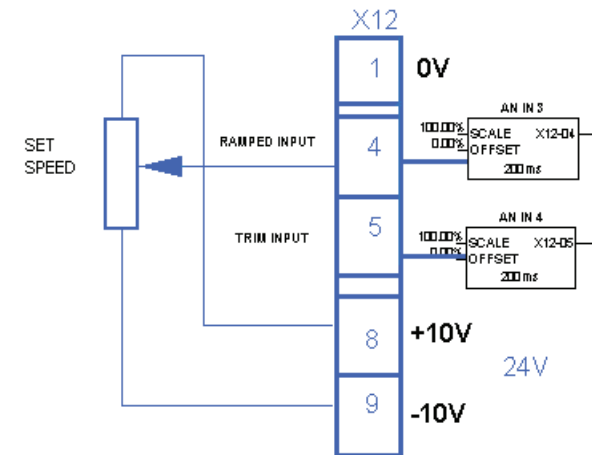 X12
1
0V
SET
SPEED
RAMPED INPUT
4
AN IN 3
100.00%
SCALE X12-04
0.00%
OFFSET
200 ms
TRIM INPUT
5
AN IN 4
100.00%
SCALE X12-05
0.00%
OFFSET
200 ms
8
+10V
24V
9
-10V